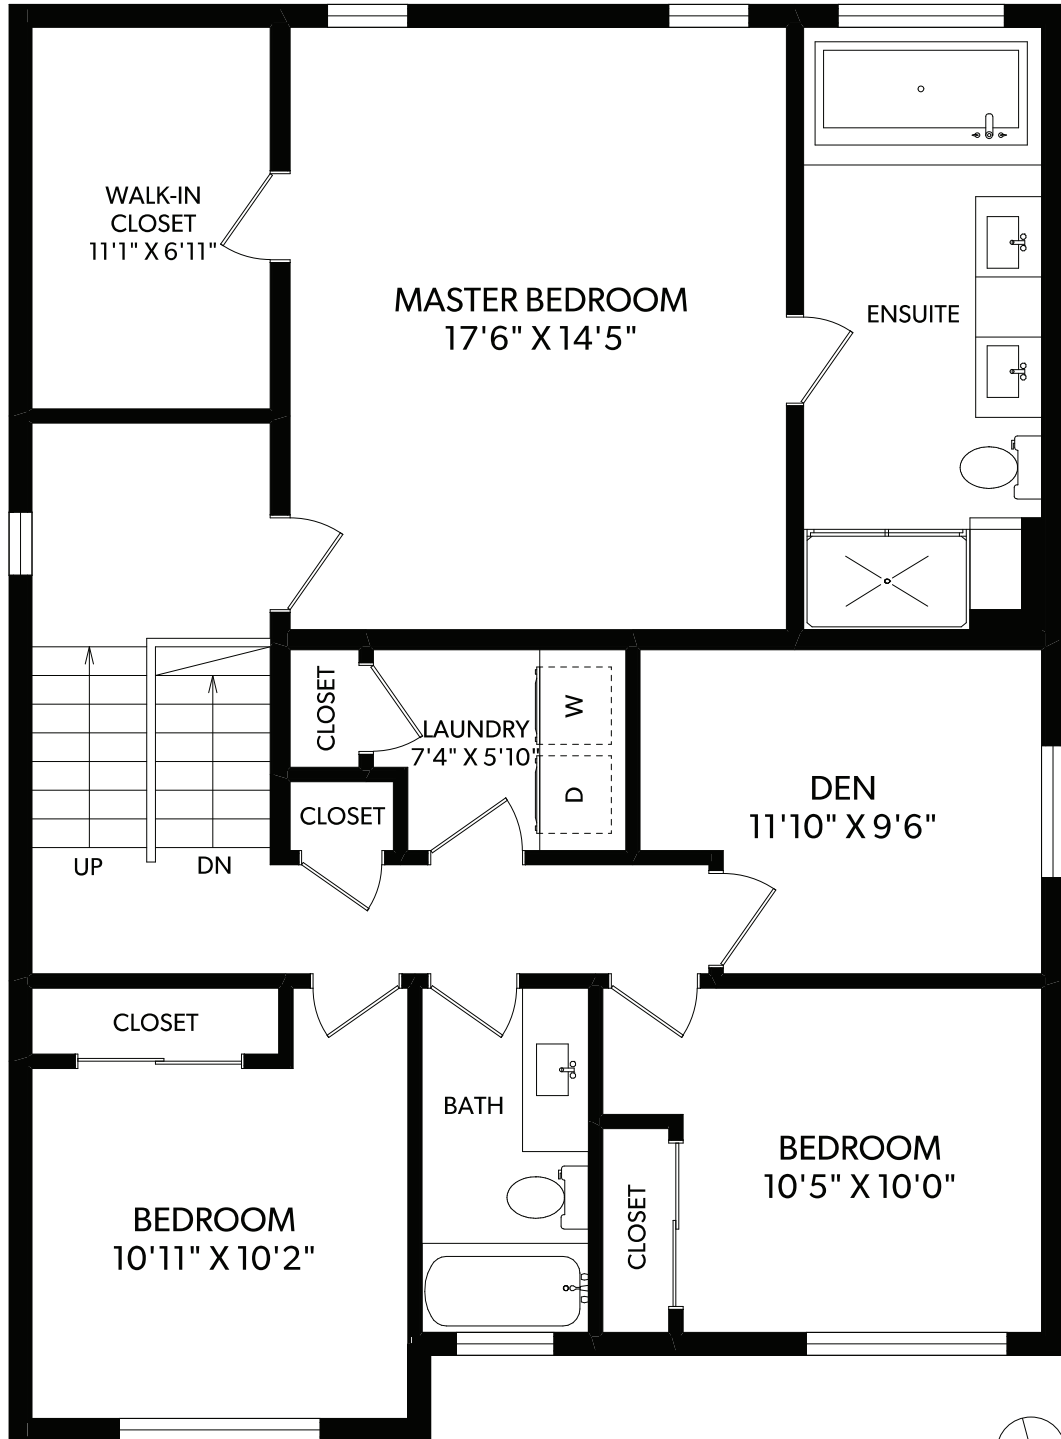 WALK-IN
CLOSET
11'1" X 6'11"
MASTER BEDROOM
17'6" X 14'5"
ENSUITE
CLOSET
LAUNDRY
7'4" X 5'10"
W
D
CLOSET
DEN
11'10" X 9'6"
UP
DN
CLOSET
BATH
BEDROOM
10'5" X 10'0"
CLOSET
BEDROOM
10'11" X 10'2"